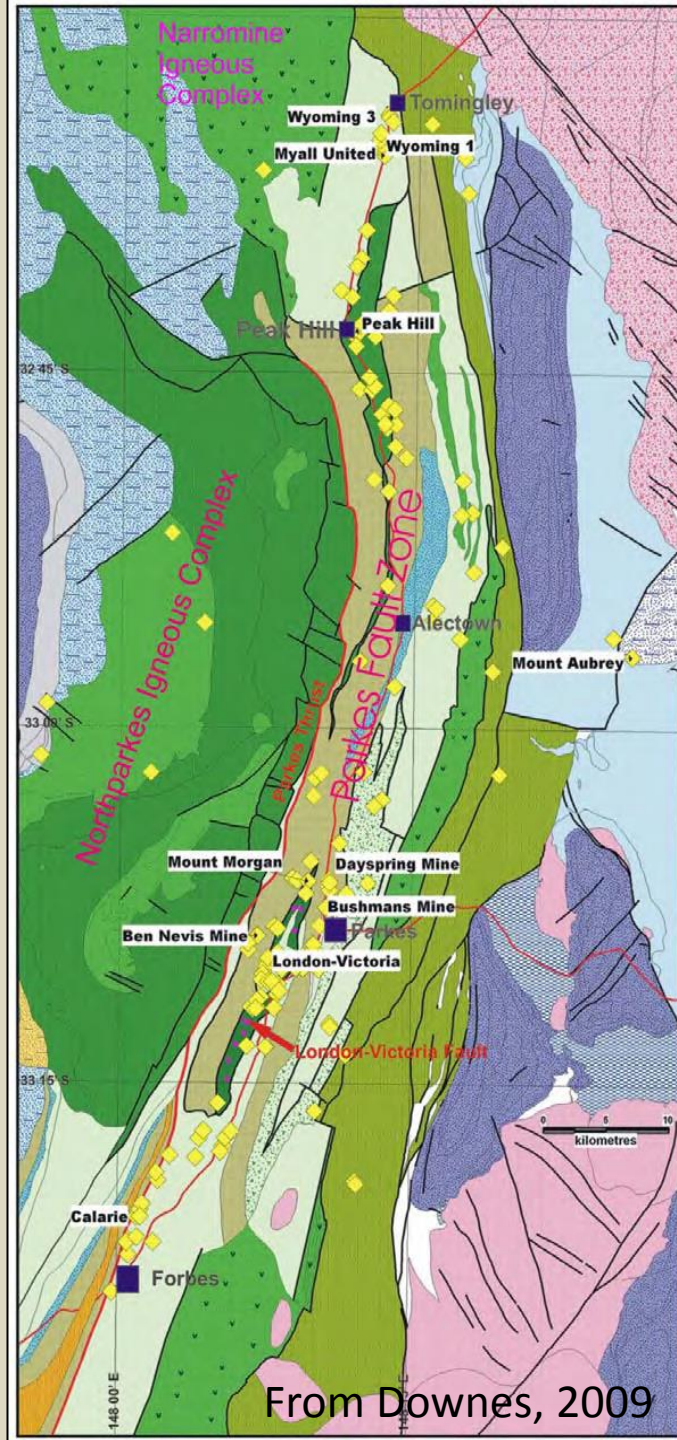 Narromine
Igneous
Complex
Tomingley
Wyoming 3
Wyoming 1
Myall United
Peak Hill
Peak Hill
32 45' S
Northparkes Igneous Complex
Parkes Fault Zone
Alectown
Mount Aubrey
33 00' S
Parkes Thrust
Mount Morgan
Dayspring Mine
Bushmans Mine
Ben Nevis Mine
Parkes
London-Victoria
London-Victoria Fault
33 15' S
0 5 10
kilometres
Calarie
Forbes
148 00' E
From Downes, 2009